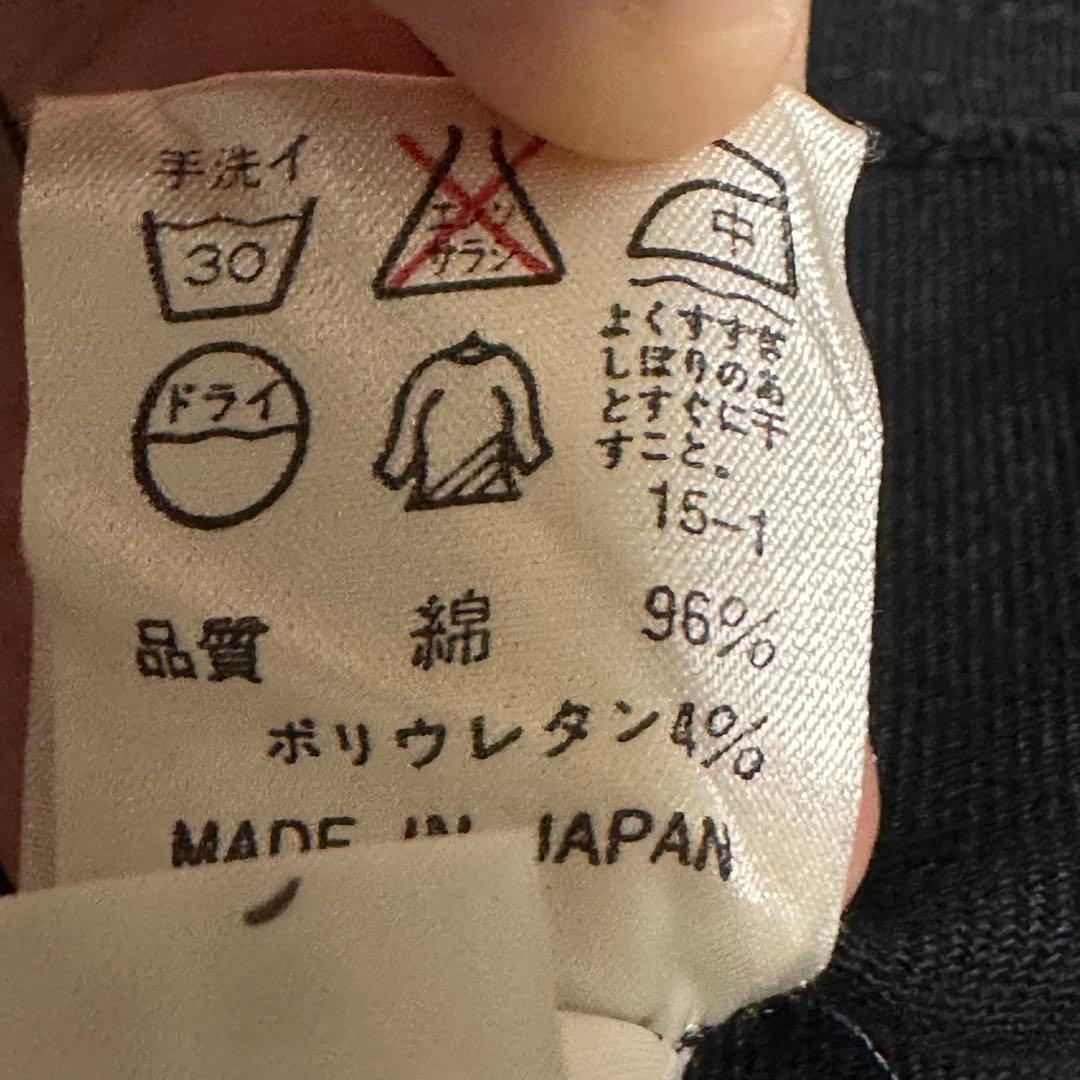 手洗イ
30
エンソ
サラシ
中
ドライ
よくすすぎ
しぼりのあ
とすぐに干
すこと。
15-1
品質 綿 96%
ポリウレタン4%
MADE IN JAPAN